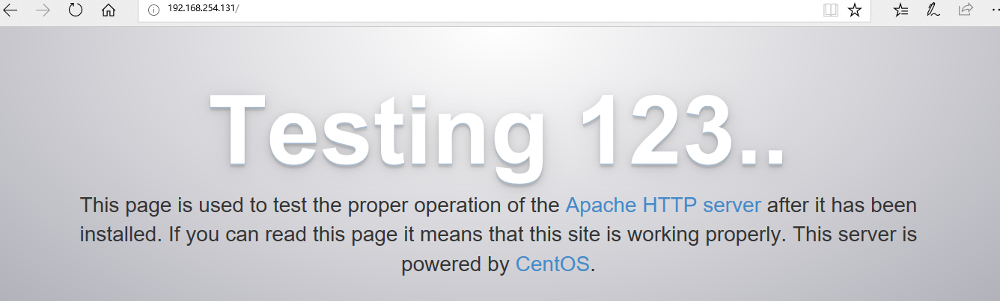 192.168.254.131/
Testing 123..
This page is used to test the proper operation of the Apache HTTP server after it has been
installed. If you can read this page it means that this site is working properly. This server is
powered by CentOS.